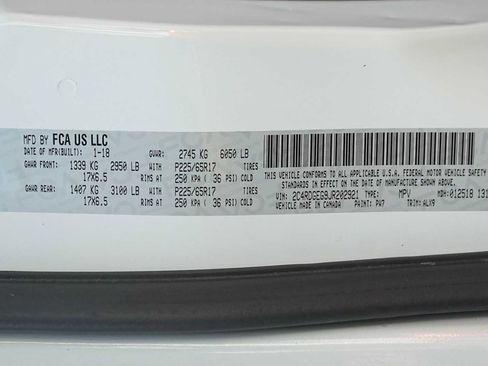 MFD BY FCA US LLC
DATE OF MFR(BUILT): 1-18 GVWR: 2745 KG 6050 LB
GAWR FRONT: 1339 KG 2950 LB WITH P225/65R17 TIRES
17X6.5 RIMS AT 250 KPA ( 36 PSI) COLD
GAWR REAR: 1407 KG 3100 LB WITH P225/65R17 TIRES
17X6.5 RIMS AT 250 KPA ( 36 PSI) COLD
THIS VEHICLE CONFORMS TO ALL APPLICABLE U.S.A. FEDERAL MOTOR VEHICLE SAFETY
STANDARDS IN EFFECT ON THE DATE OF MANUFACTURE SHOWN ABOVE.
VIN: 2C4RDGEG9JR202921 TYPE: MPV MDH:012518 131
VEHICLE MADE IN CANADA PAINT: PW7 TRIM: ALX9